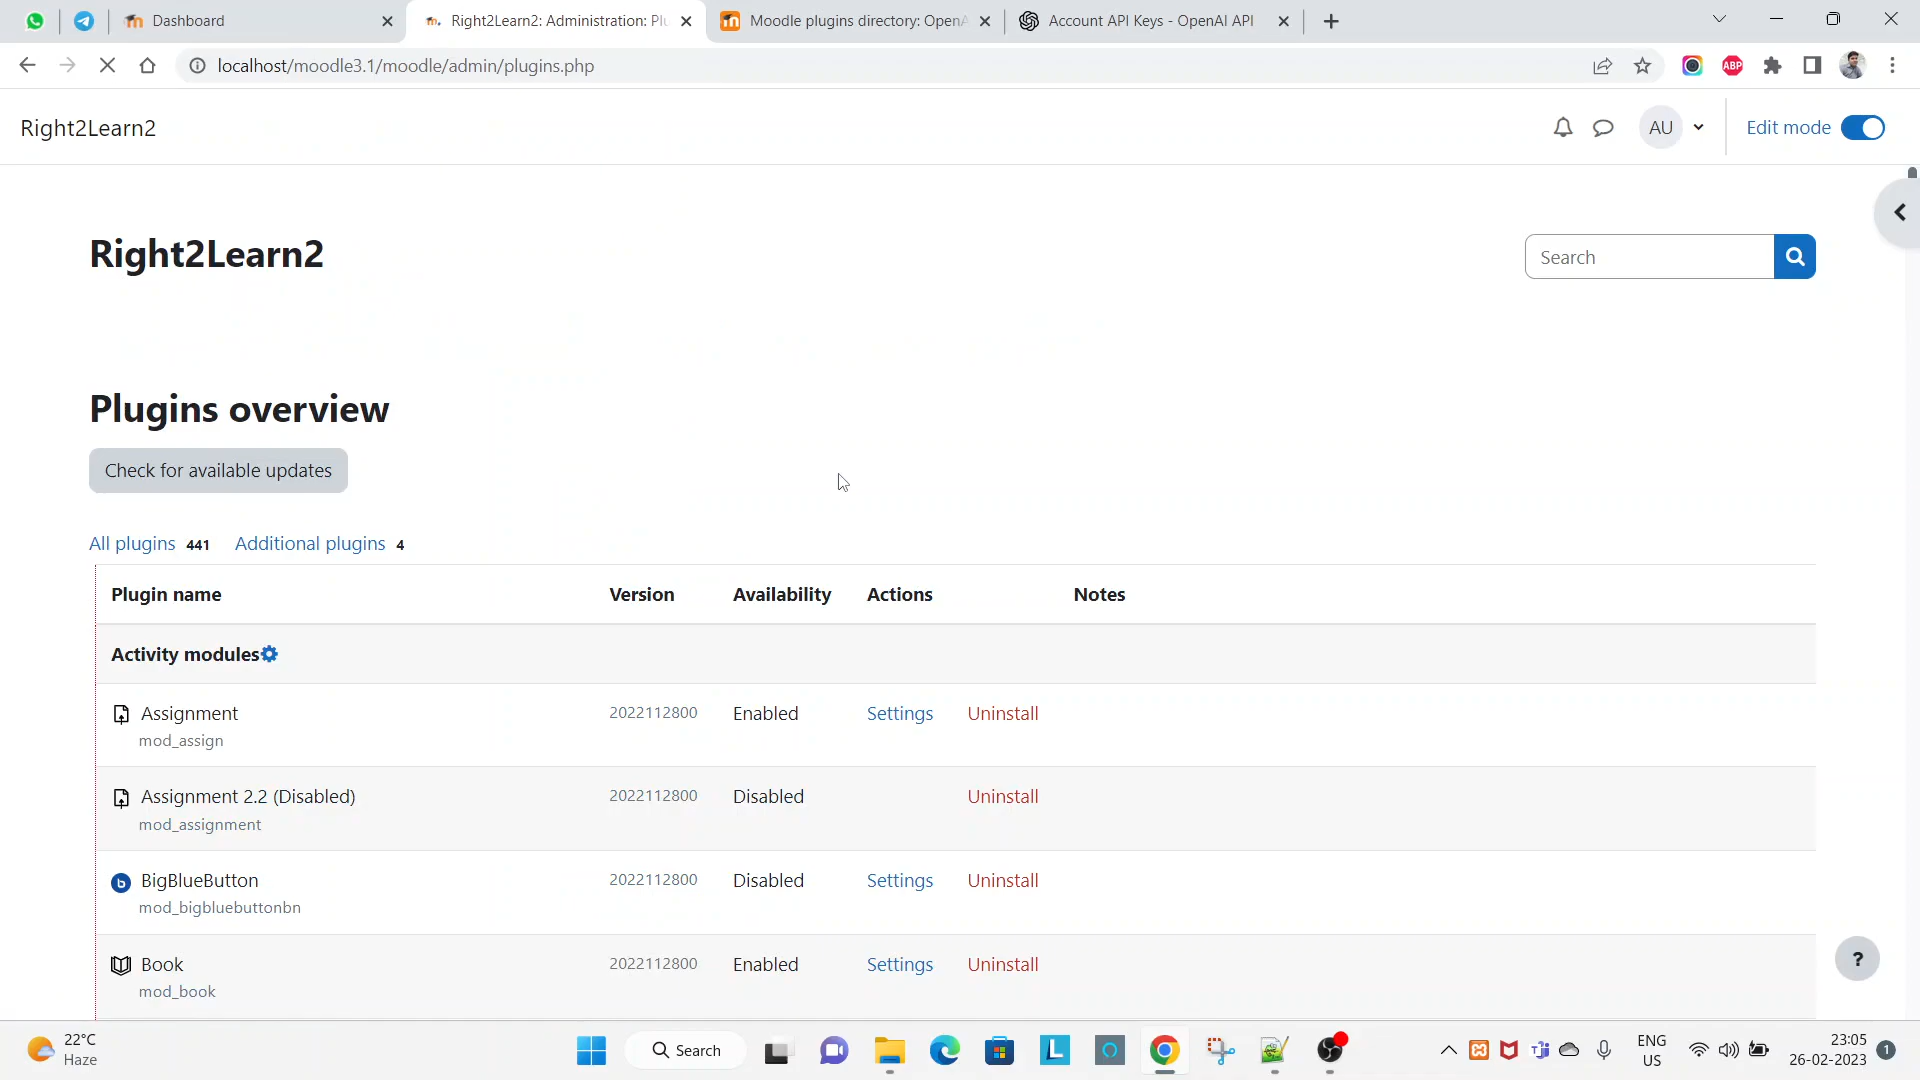 Dashboard
Right2Learn2: Administration: Plu
Moodle plugins directory: OpenA
Account API Keys - OpenAI API
localhost/moodle3.1/moodle/admin/plugins.php
ABP
Right2Learn2
AU
Edit mode
Right2Learn2
Search
Plugins overview
Check for available updates
All plugins 441 Additional plugins 4
Plugin name Version Availability Actions Notes
Activity modules
Assignment 2022112800 Enabled Settings Uninstall
mod_assign
Assignment 2.2 (Disabled) 2022112800 Disabled Uninstall
mod_assignment
BigBlueButton 2022112800 Disabled Settings Uninstall
mod_bigbluebuttonbn
Book 2022112800 Enabled Settings Uninstall
mod_book
?
22°C
Haze
Search
ENG
US
23:05
26-02-2023
1